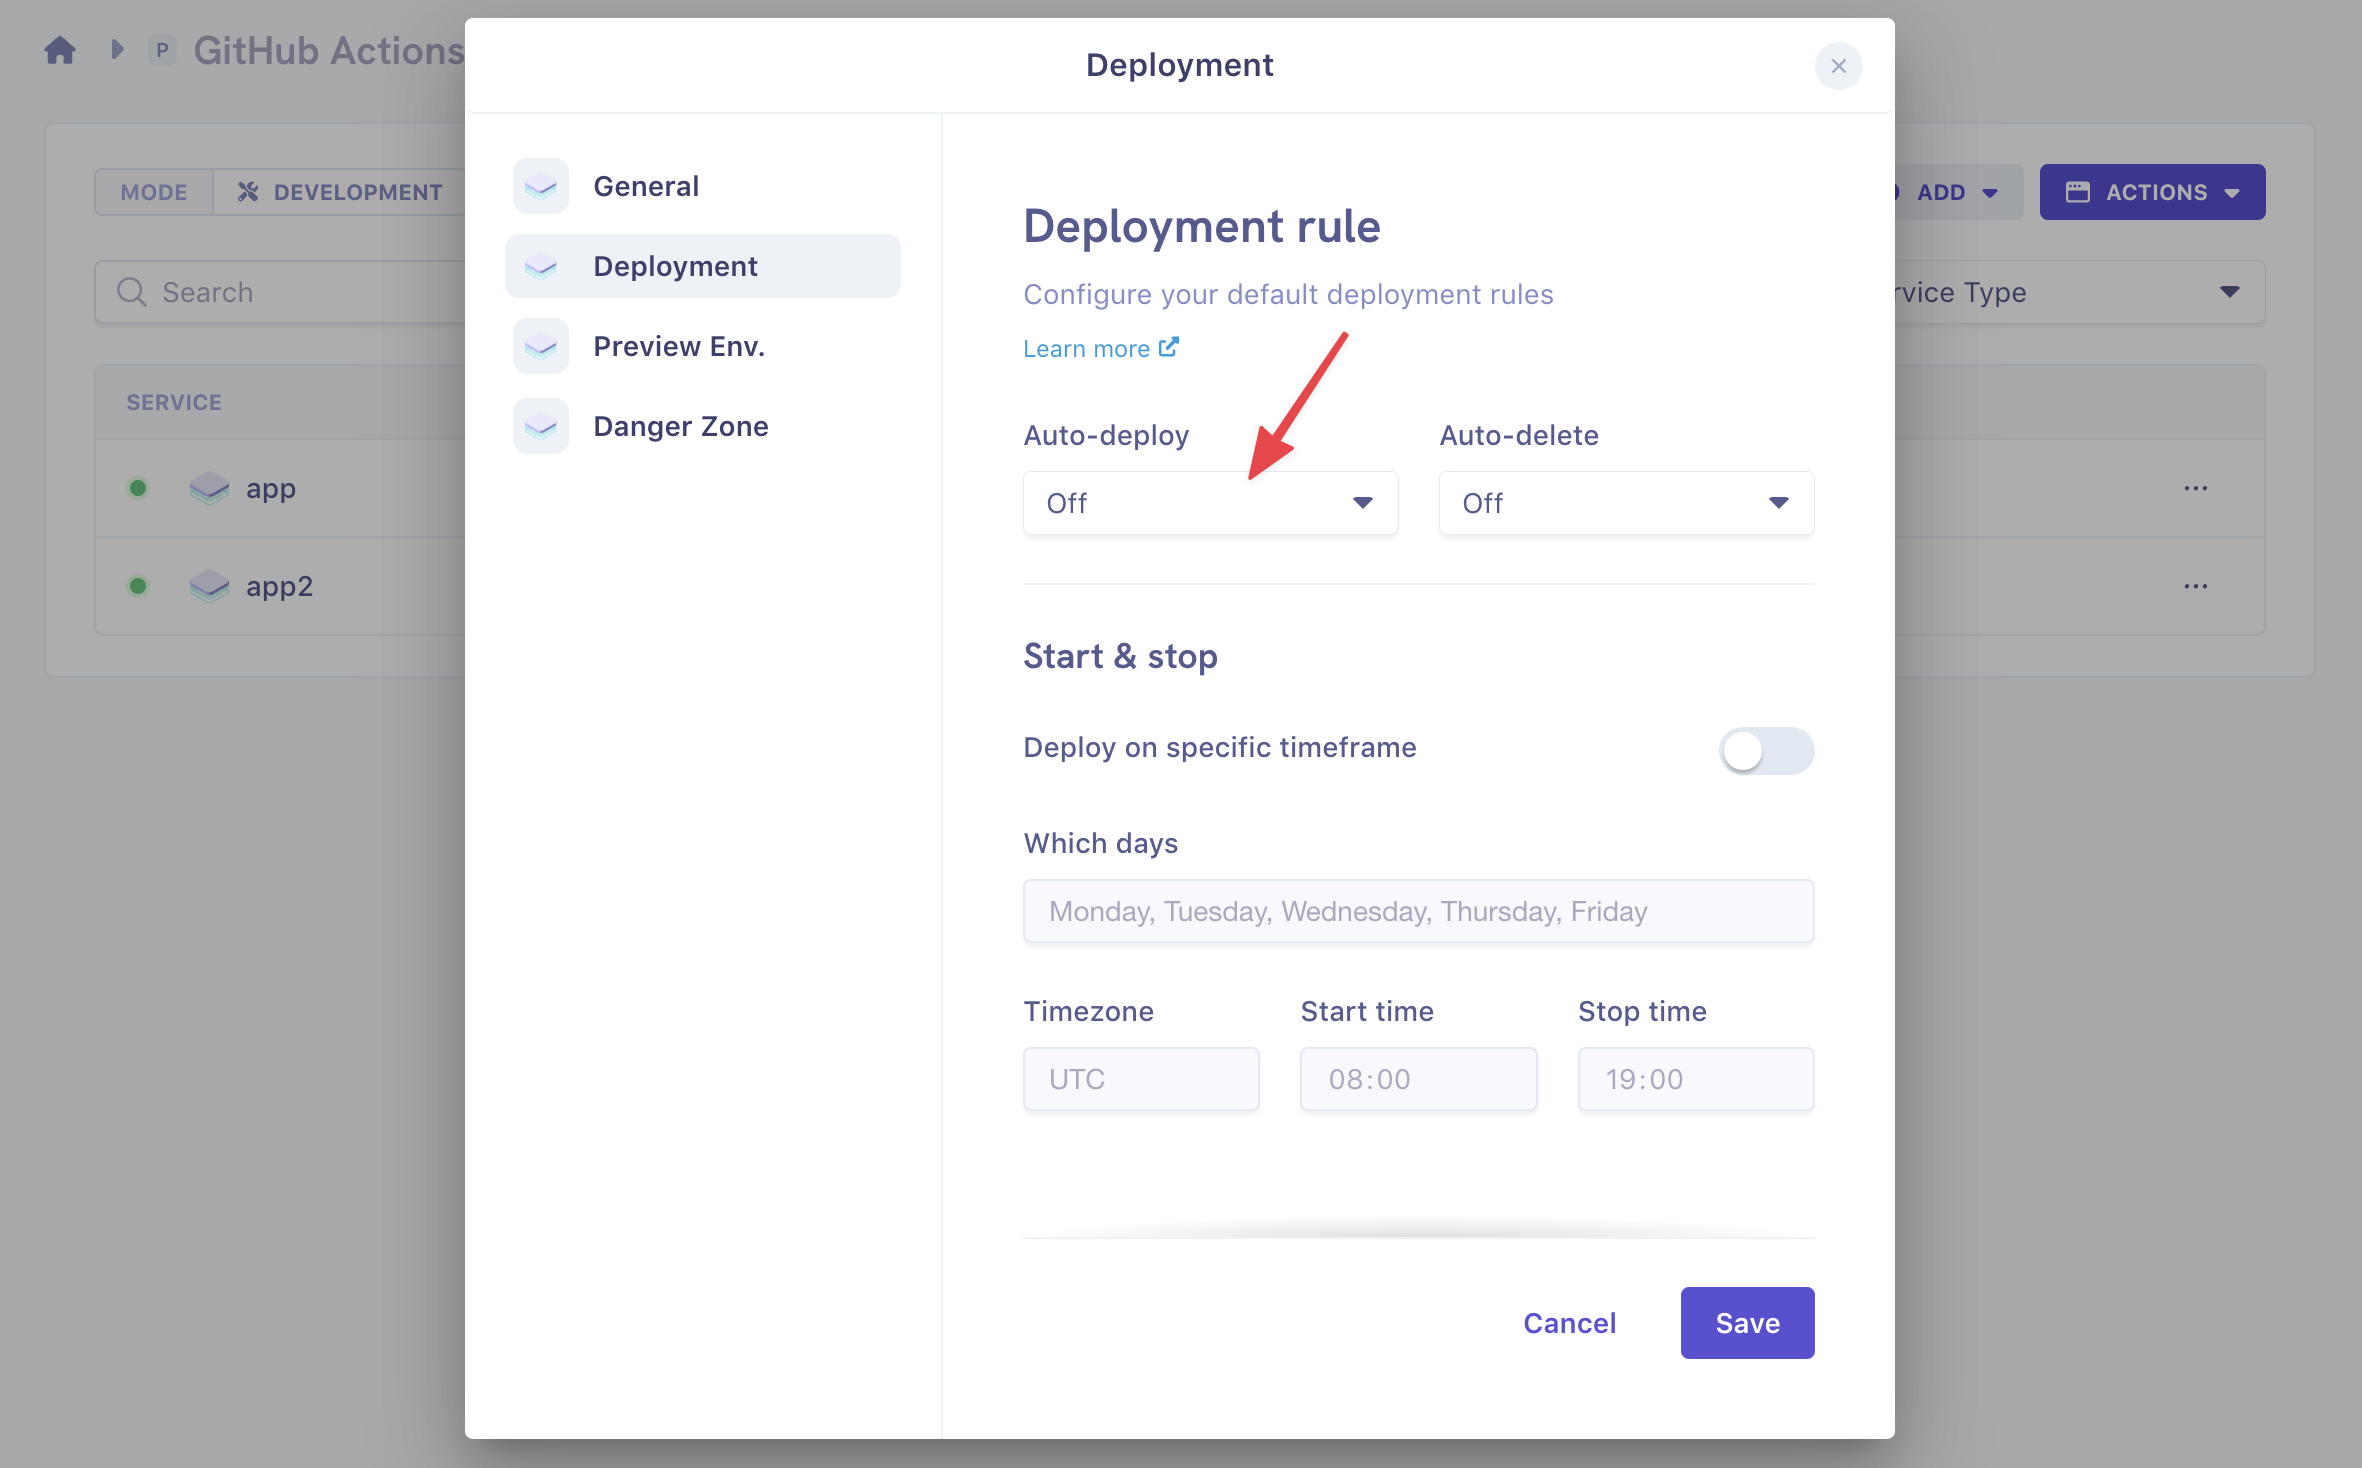 P GitHub Actions
MODE DEVELOPMENT
Search
SERVICE
app
app2
ADD
ACTIONS
rvice Type
Deployment
General
Deployment
Preview Env.
Danger Zone
Deployment rule
Configure your default deployment rules
Learn more
Auto-deploy Auto-delete
Off Off
Start & stop
Deploy on specific timeframe
Which days
Monday, Tuesday, Wednesday, Thursday, Friday
Timezone Start time Stop time
UTC 08:00 19:00
Cancel Save